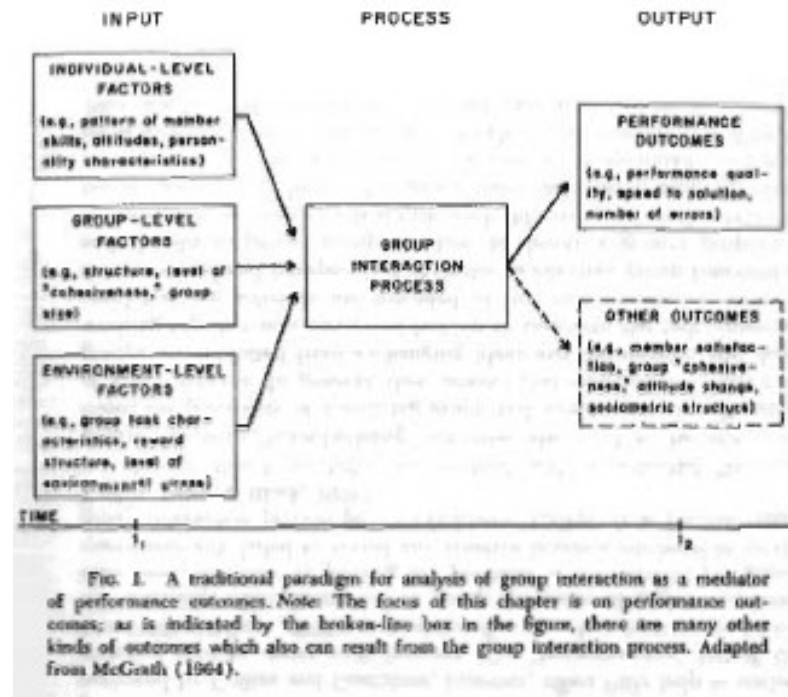 INPUT PROCESS OUTPUT
INDIVIDUAL-LEVEL
FACTORS
(e.g., pattern of member
skills, attitudes, person-
ality characteristics)
GROUP-LEVEL
FACTORS
(e.g., structure, level of
"cohesiveness," group
size)
ENVIRONMENT-LEVEL
FACTORS
(e.g., group task char-
acteristics, reward
structure, level of
environmental stress)
GROUP
INTERACTION
PROCESS
PERFORMANCE
OUTCOMES
(e.g., performance qual-
ity, speed to solution,
number of errors)
OTHER OUTCOMES
(e.g., member satisfac-
tion, group "cohesive-
ness," attitude change,
sociometric structure)
TIME
t1 t2
FIG. 1. A traditional paradigm for analysis of group interaction as a mediator
of performance outcomes. Note: The focus of this chapter is on performance out-
comes; as is indicated by the broken-line box in the figure, there are many other
kinds of outcomes which also can result from the group interaction process. Adapted
from McGrath (1964).